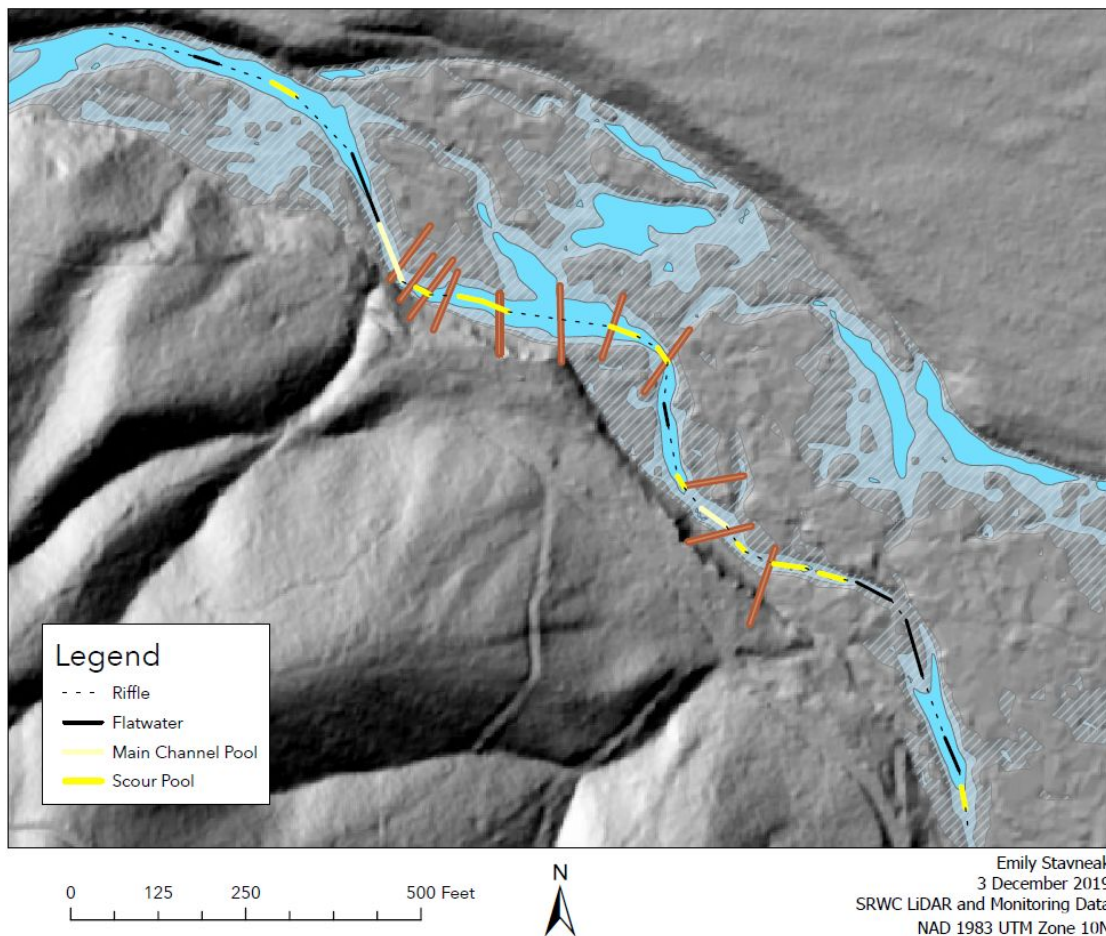 Legend
Riffle
Flatwater
Main Channel Pool
Scour Pool
0 125 250 500 Feet
N
Emily Stavneak
3 December 2019
SRWC LiDAR and Monitoring Data
NAD 1983 UTM Zone 10N